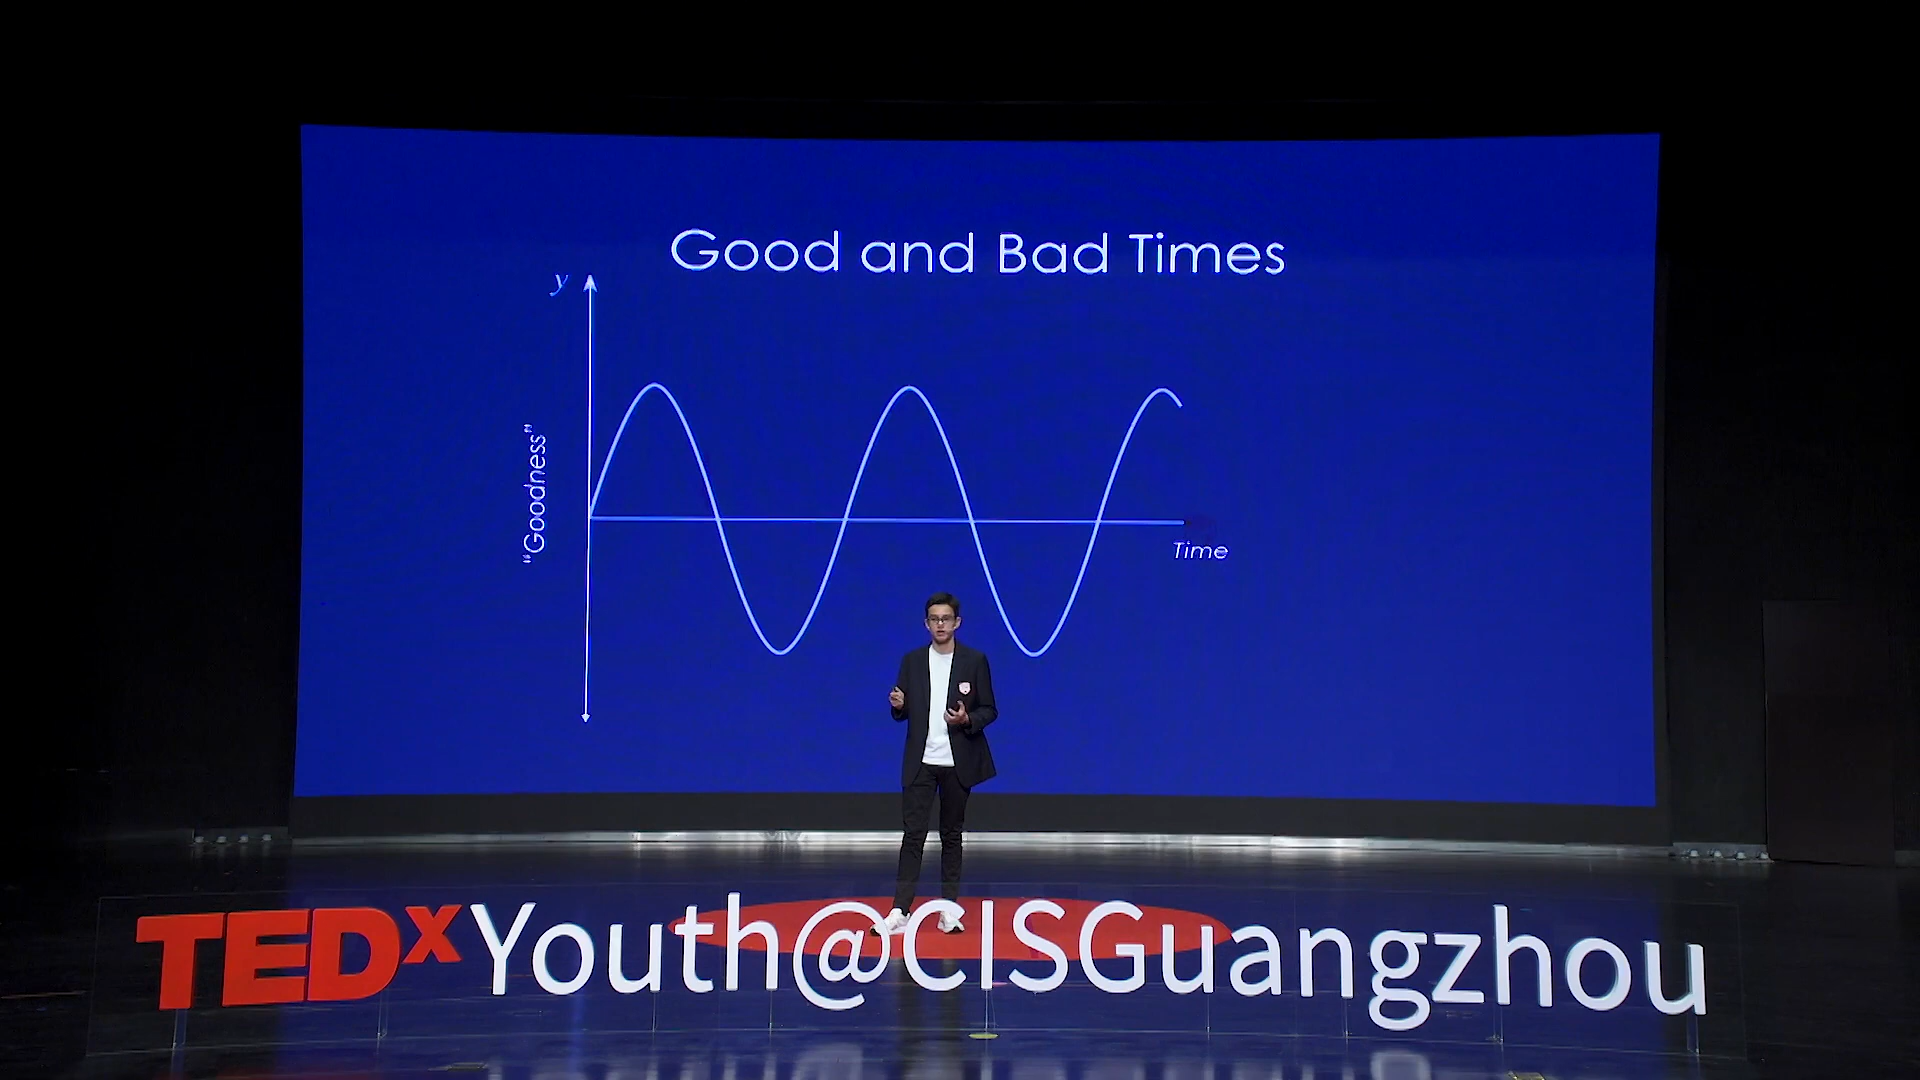 Good and Bad Times
y
“Goodness”
Time
TEDxYouth@CISGuangzhou